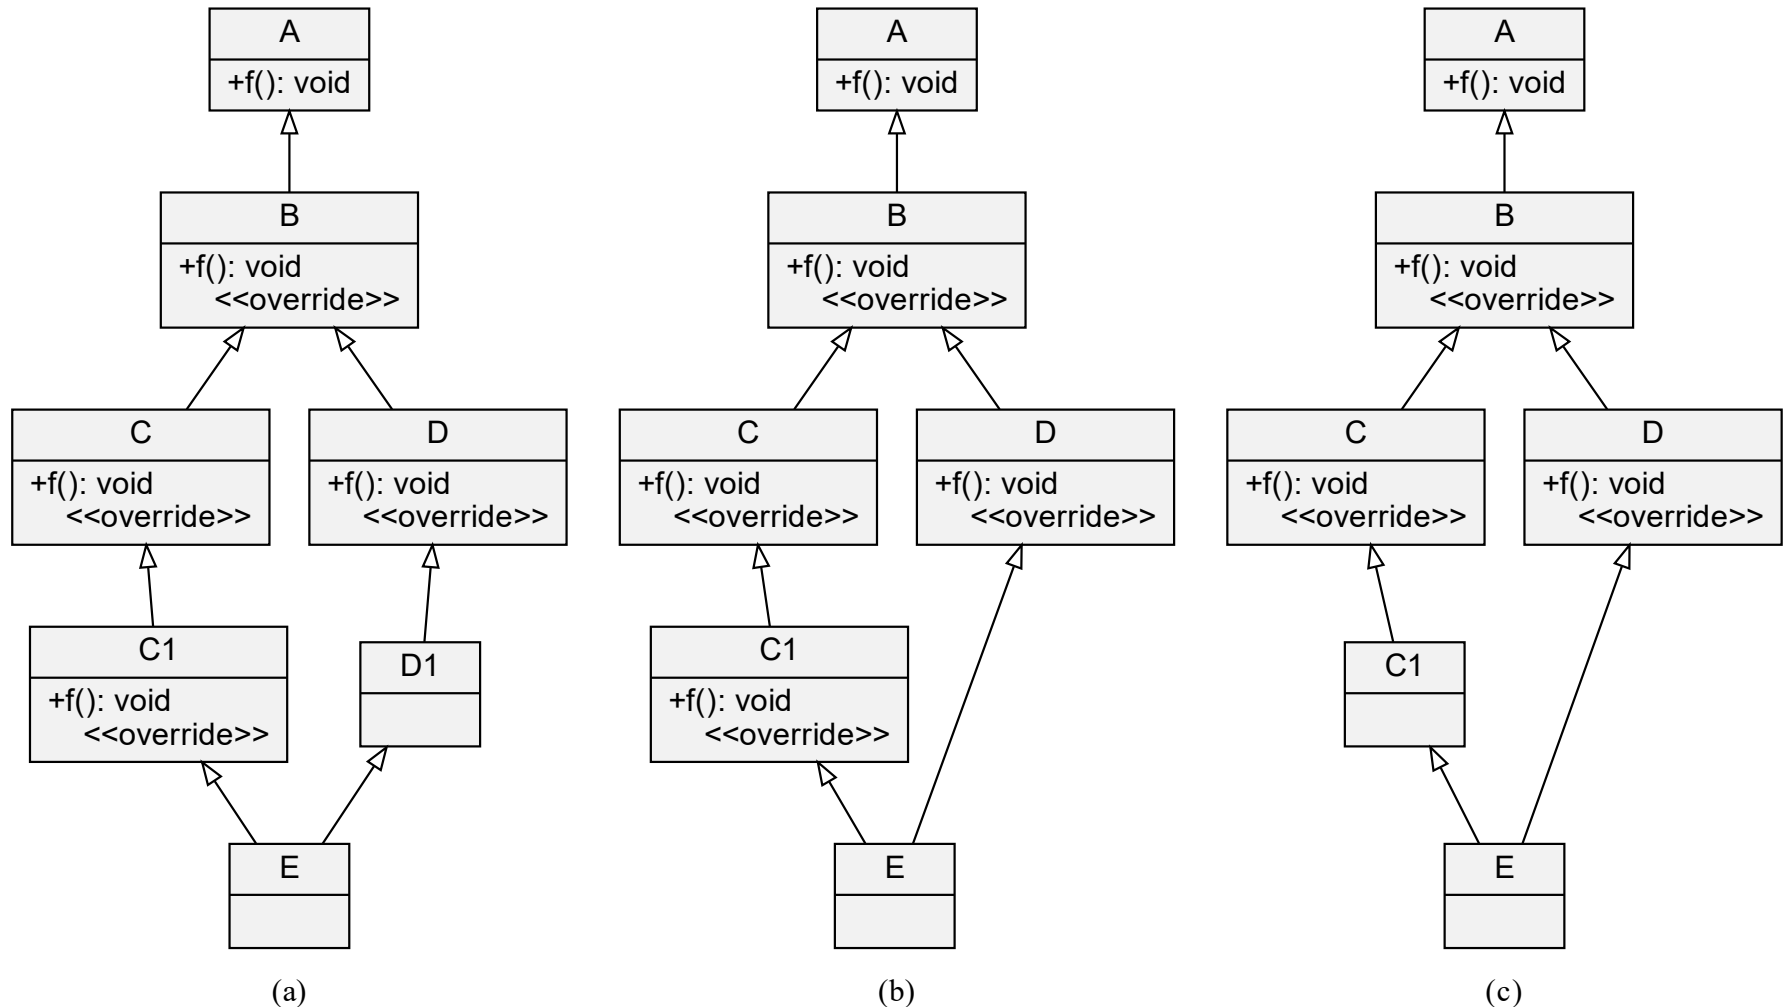 A
+f(): void
B
+f(): void
<<override>>
C
+f(): void
<<override>>
D
+f(): void
<<override>>
C1
+f(): void
<<override>>
D1
E
(a)
A
+f(): void
B
+f(): void
<<override>>
C
+f(): void
<<override>>
D
+f(): void
<<override>>
C1
+f(): void
<<override>>
E
(b)
A
+f(): void
B
+f(): void
<<override>>
C
+f(): void
<<override>>
D
+f(): void
<<override>>
C1
E
(c)